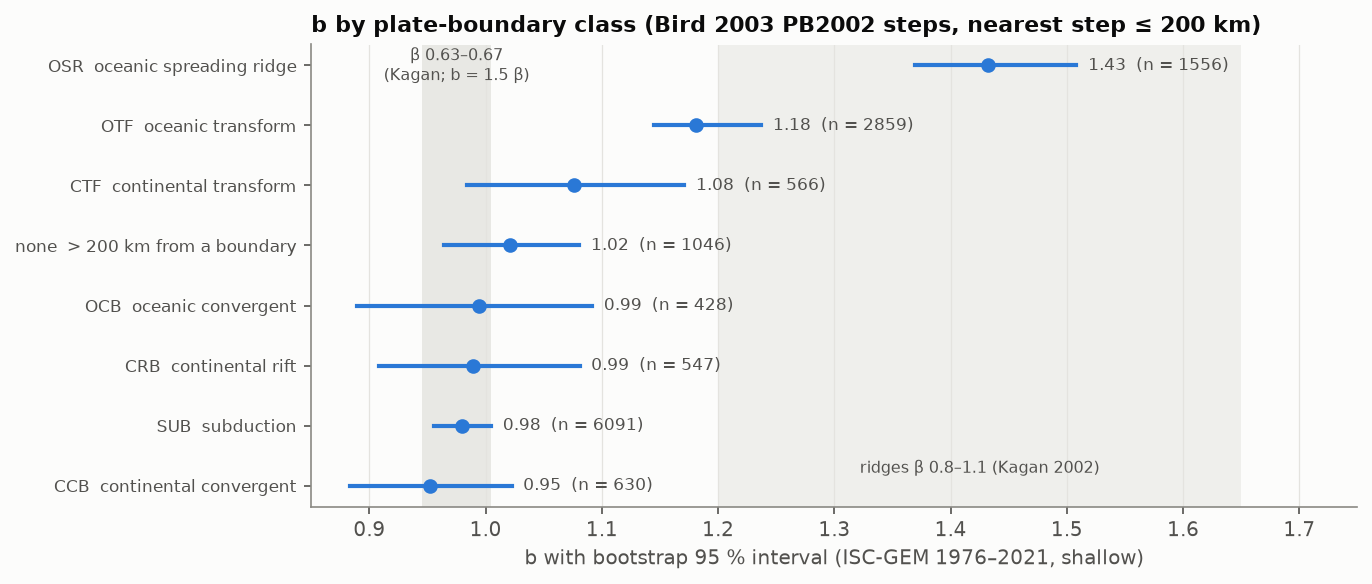 b by plate-boundary class (Bird 2003 PB2002 steps, nearest step ≤ 200 km)
β 0.63–0.67
(Kagan; b = 1.5 β)
OSR  oceanic spreading ridge
1.43  (n = 1556)
OTF  oceanic transform
1.18  (n = 2859)
CTF  continental transform
1.08  (n = 566)
none  > 200 km from a boundary
1.02  (n = 1046)
OCB  oceanic convergent
0.99  (n = 428)
CRB  continental rift
0.99  (n = 547)
SUB  subduction
0.98  (n = 6091)
ridges β 0.8–1.1 (Kagan 2002)
CCB  continental convergent
0.95  (n = 630)
0.9 1.0 1.1 1.2 1.3 1.4 1.5 1.6 1.7
b with bootstrap 95 % interval (ISC-GEM 1976–2021, shallow)